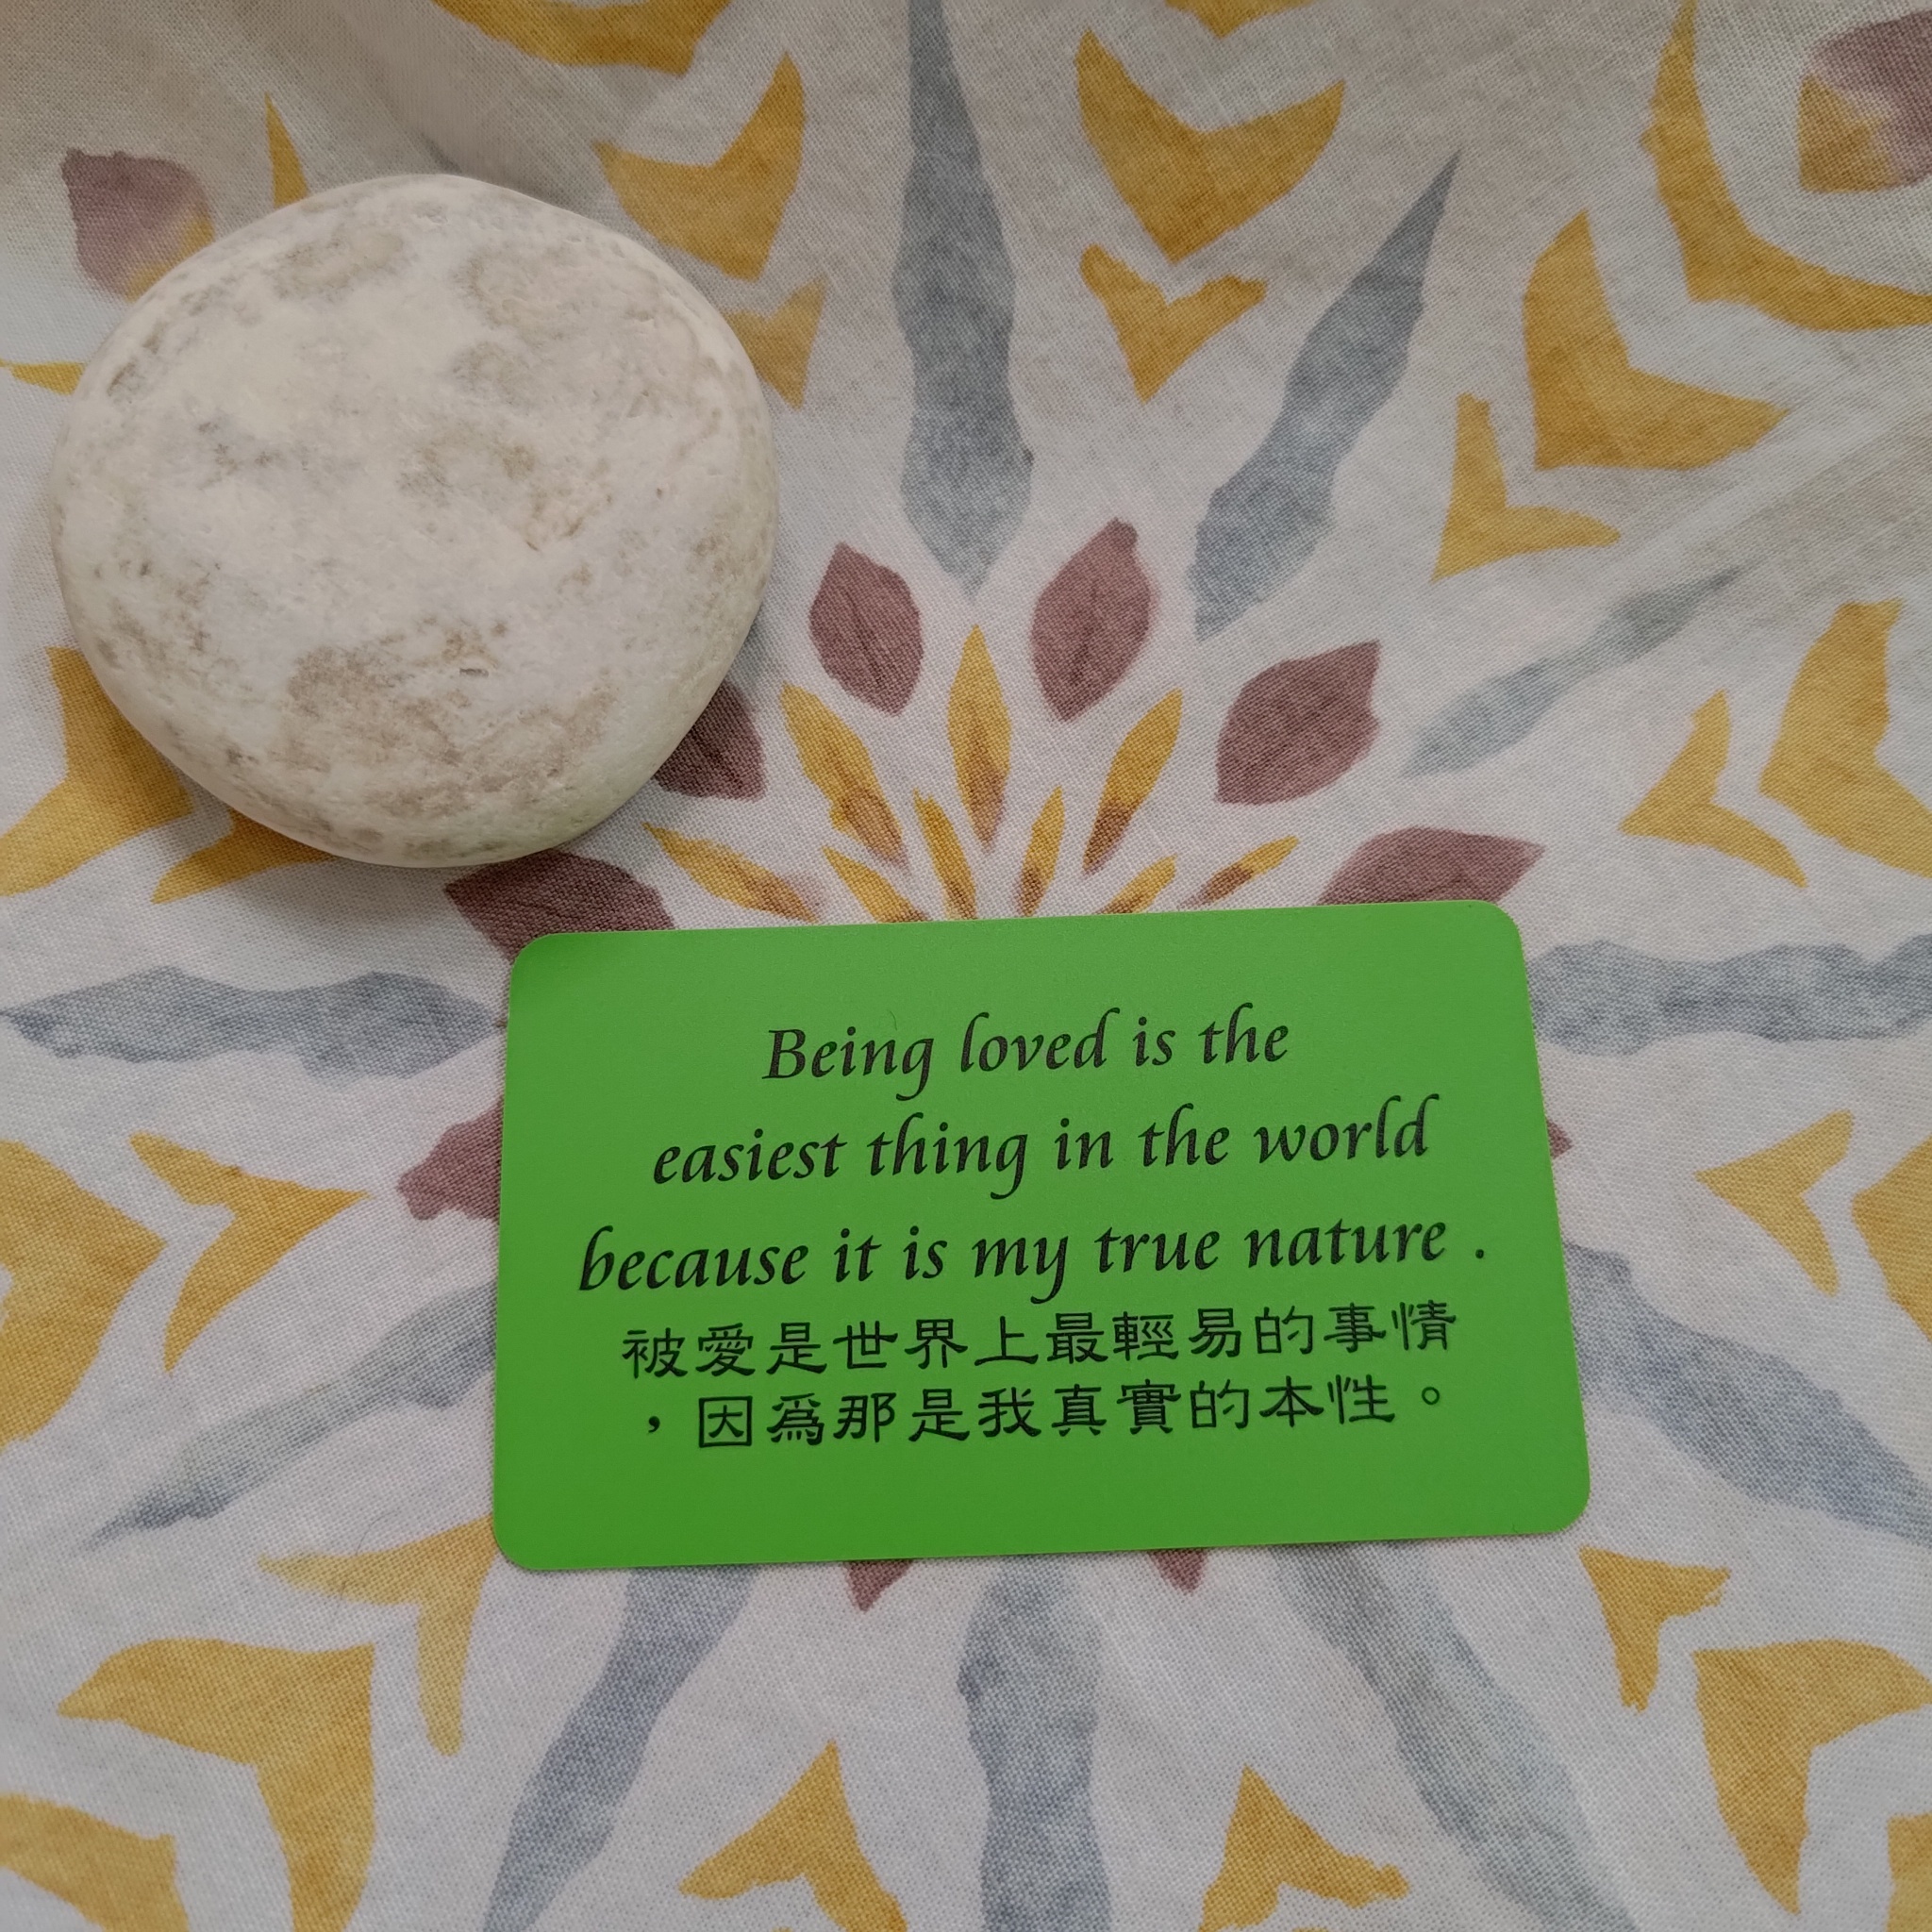 Being loved is the
easiest thing in the world
because it is my true nature .
被愛是世界上最輕易的事情
，因爲那是我真實的本性。